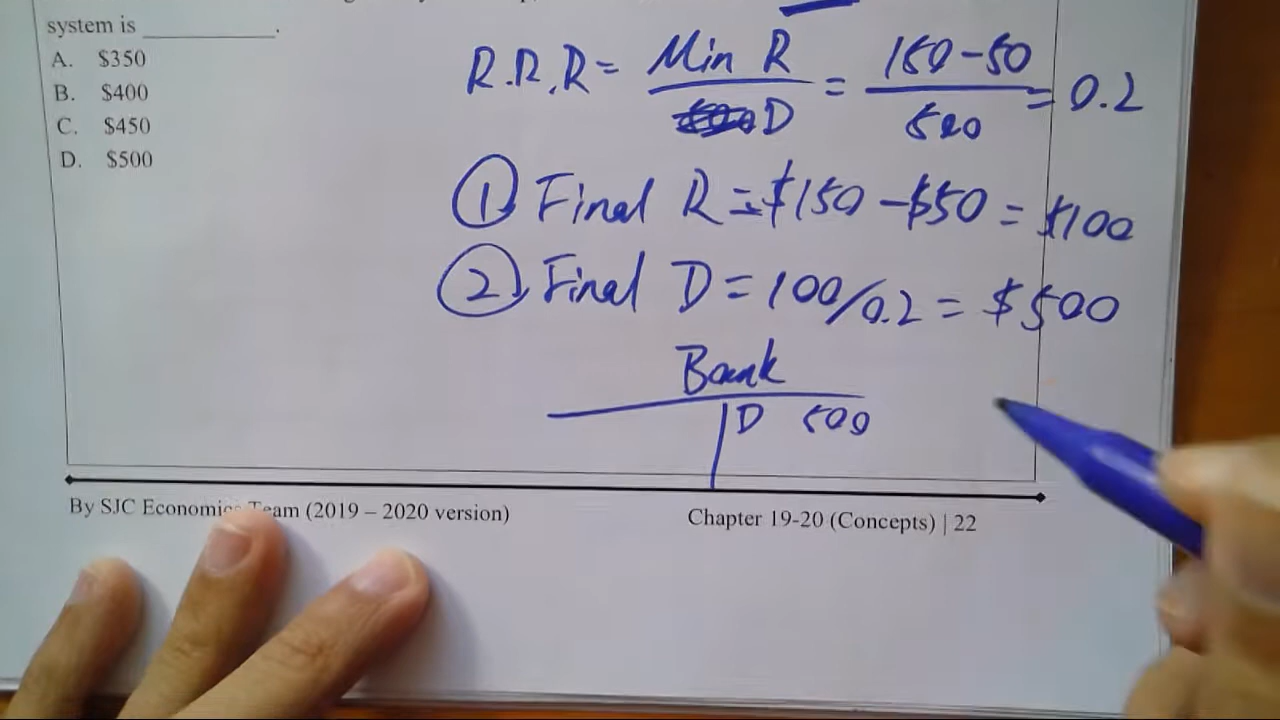 system is ____________.
A. $350
B. $400
C. $450
D. $500
R.R.R = Min R / D = 150-50 / 500 = 0.2
① Final R = $150 - $50 = $100
② Final D = 100/0.2 = $500
Bank
D 500
By SJC Economics Team (2019 – 2020 version)
Chapter 19-20 (Concepts) | 22